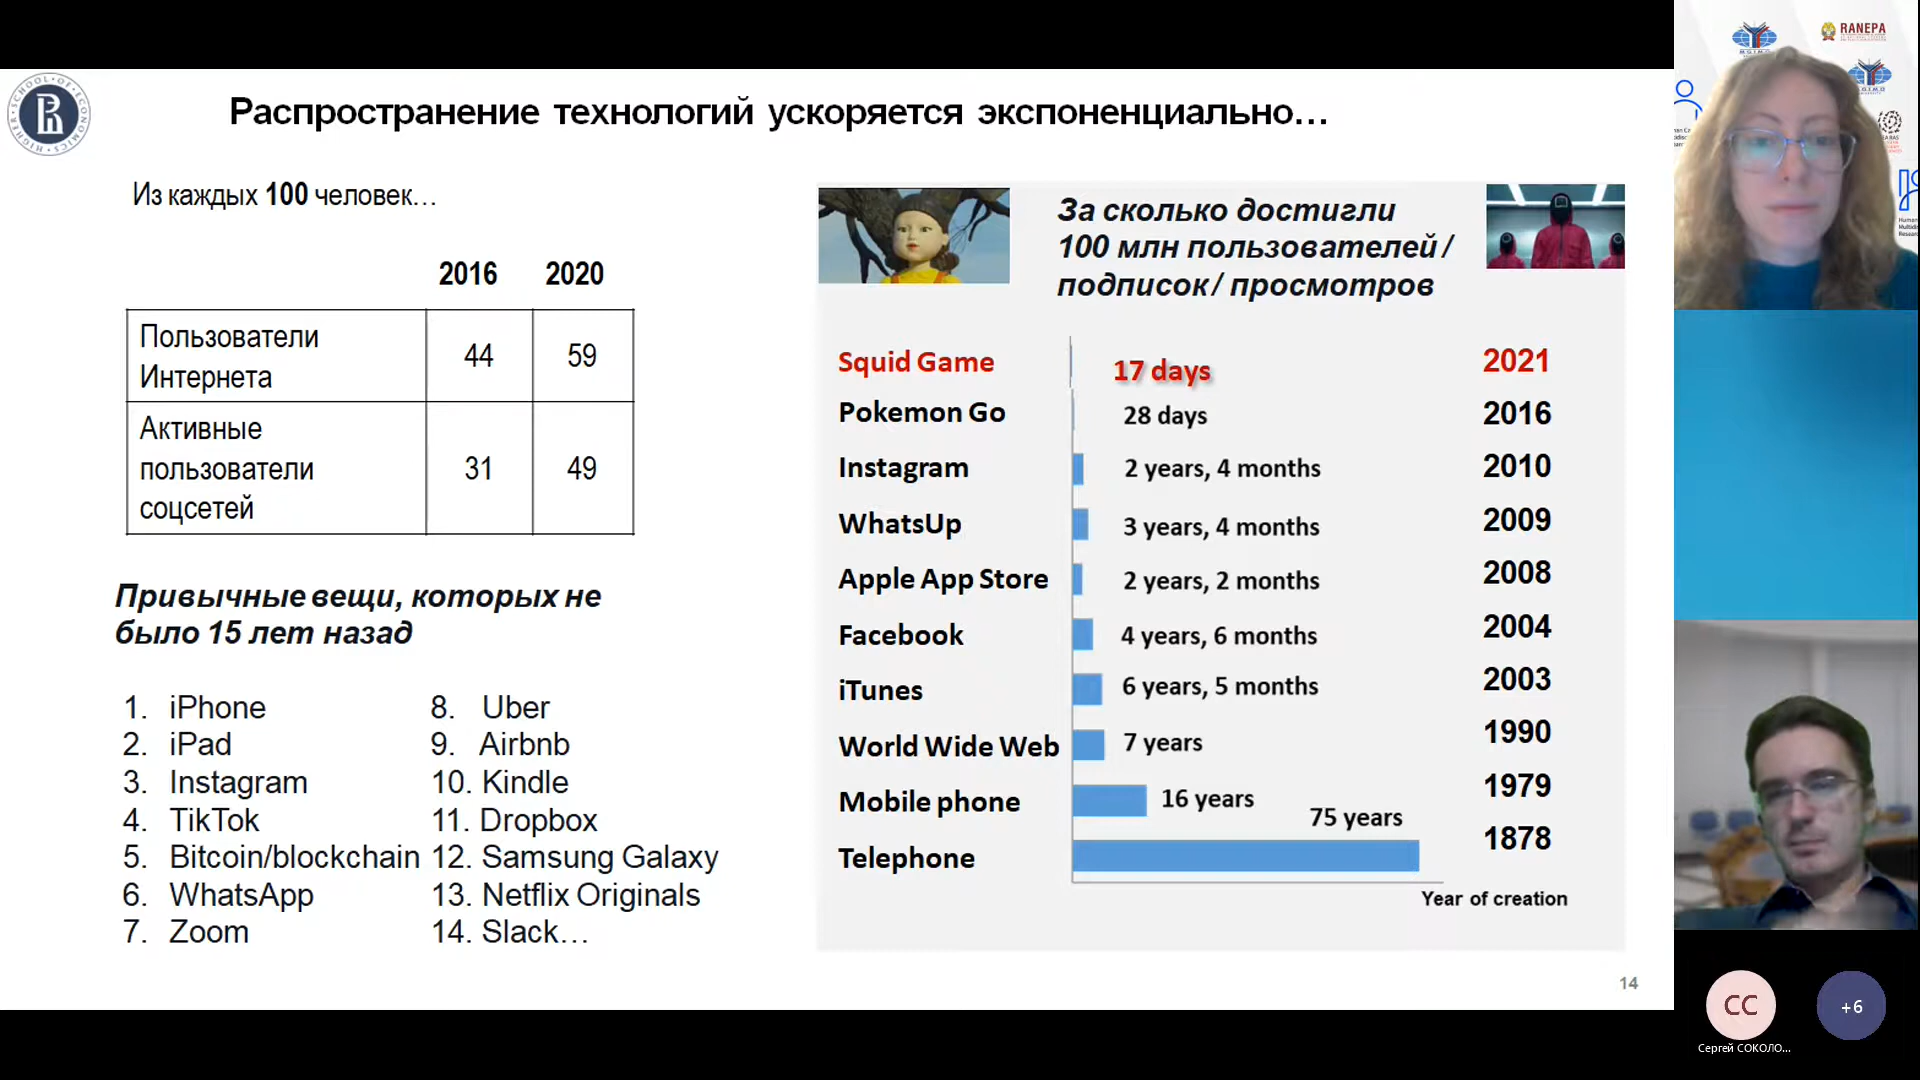 Распространение технологий ускоряется экспоненциально...
HIGHER SCHOOL OF ECONOMICS
Из каждых 100 человек...
2016 2020
Пользователи
Интернета
44 59
Активные
пользователи
соцсетей
31 49
Привычные вещи, которых не
было 15 лет назад
1. iPhone
2. iPad
3. Instagram
4. TikTok
5. Bitcoin/blockchain
6. WhatsApp
7. Zoom
8. Uber
9. Airbnb
10. Kindle
11. Dropbox
12. Samsung Galaxy
13. Netflix Originals
14. Slack...
За сколько достигли
100 млн пользователей/
подписок/ просмотров
Squid Game 17 days 2021
Pokemon Go 28 days 2016
Instagram 2 years, 4 months 2010
WhatsUp 3 years, 4 months 2009
Apple App Store 2 years, 2 months 2008
Facebook 4 years, 6 months 2004
iTunes 6 years, 5 months 2003
World Wide Web 7 years 1990
Mobile phone 16 years 1979
Telephone 75 years 1878
Year of creation
14
RANEPA
MGIMO
CC
Сергей СОКОЛО...
+6